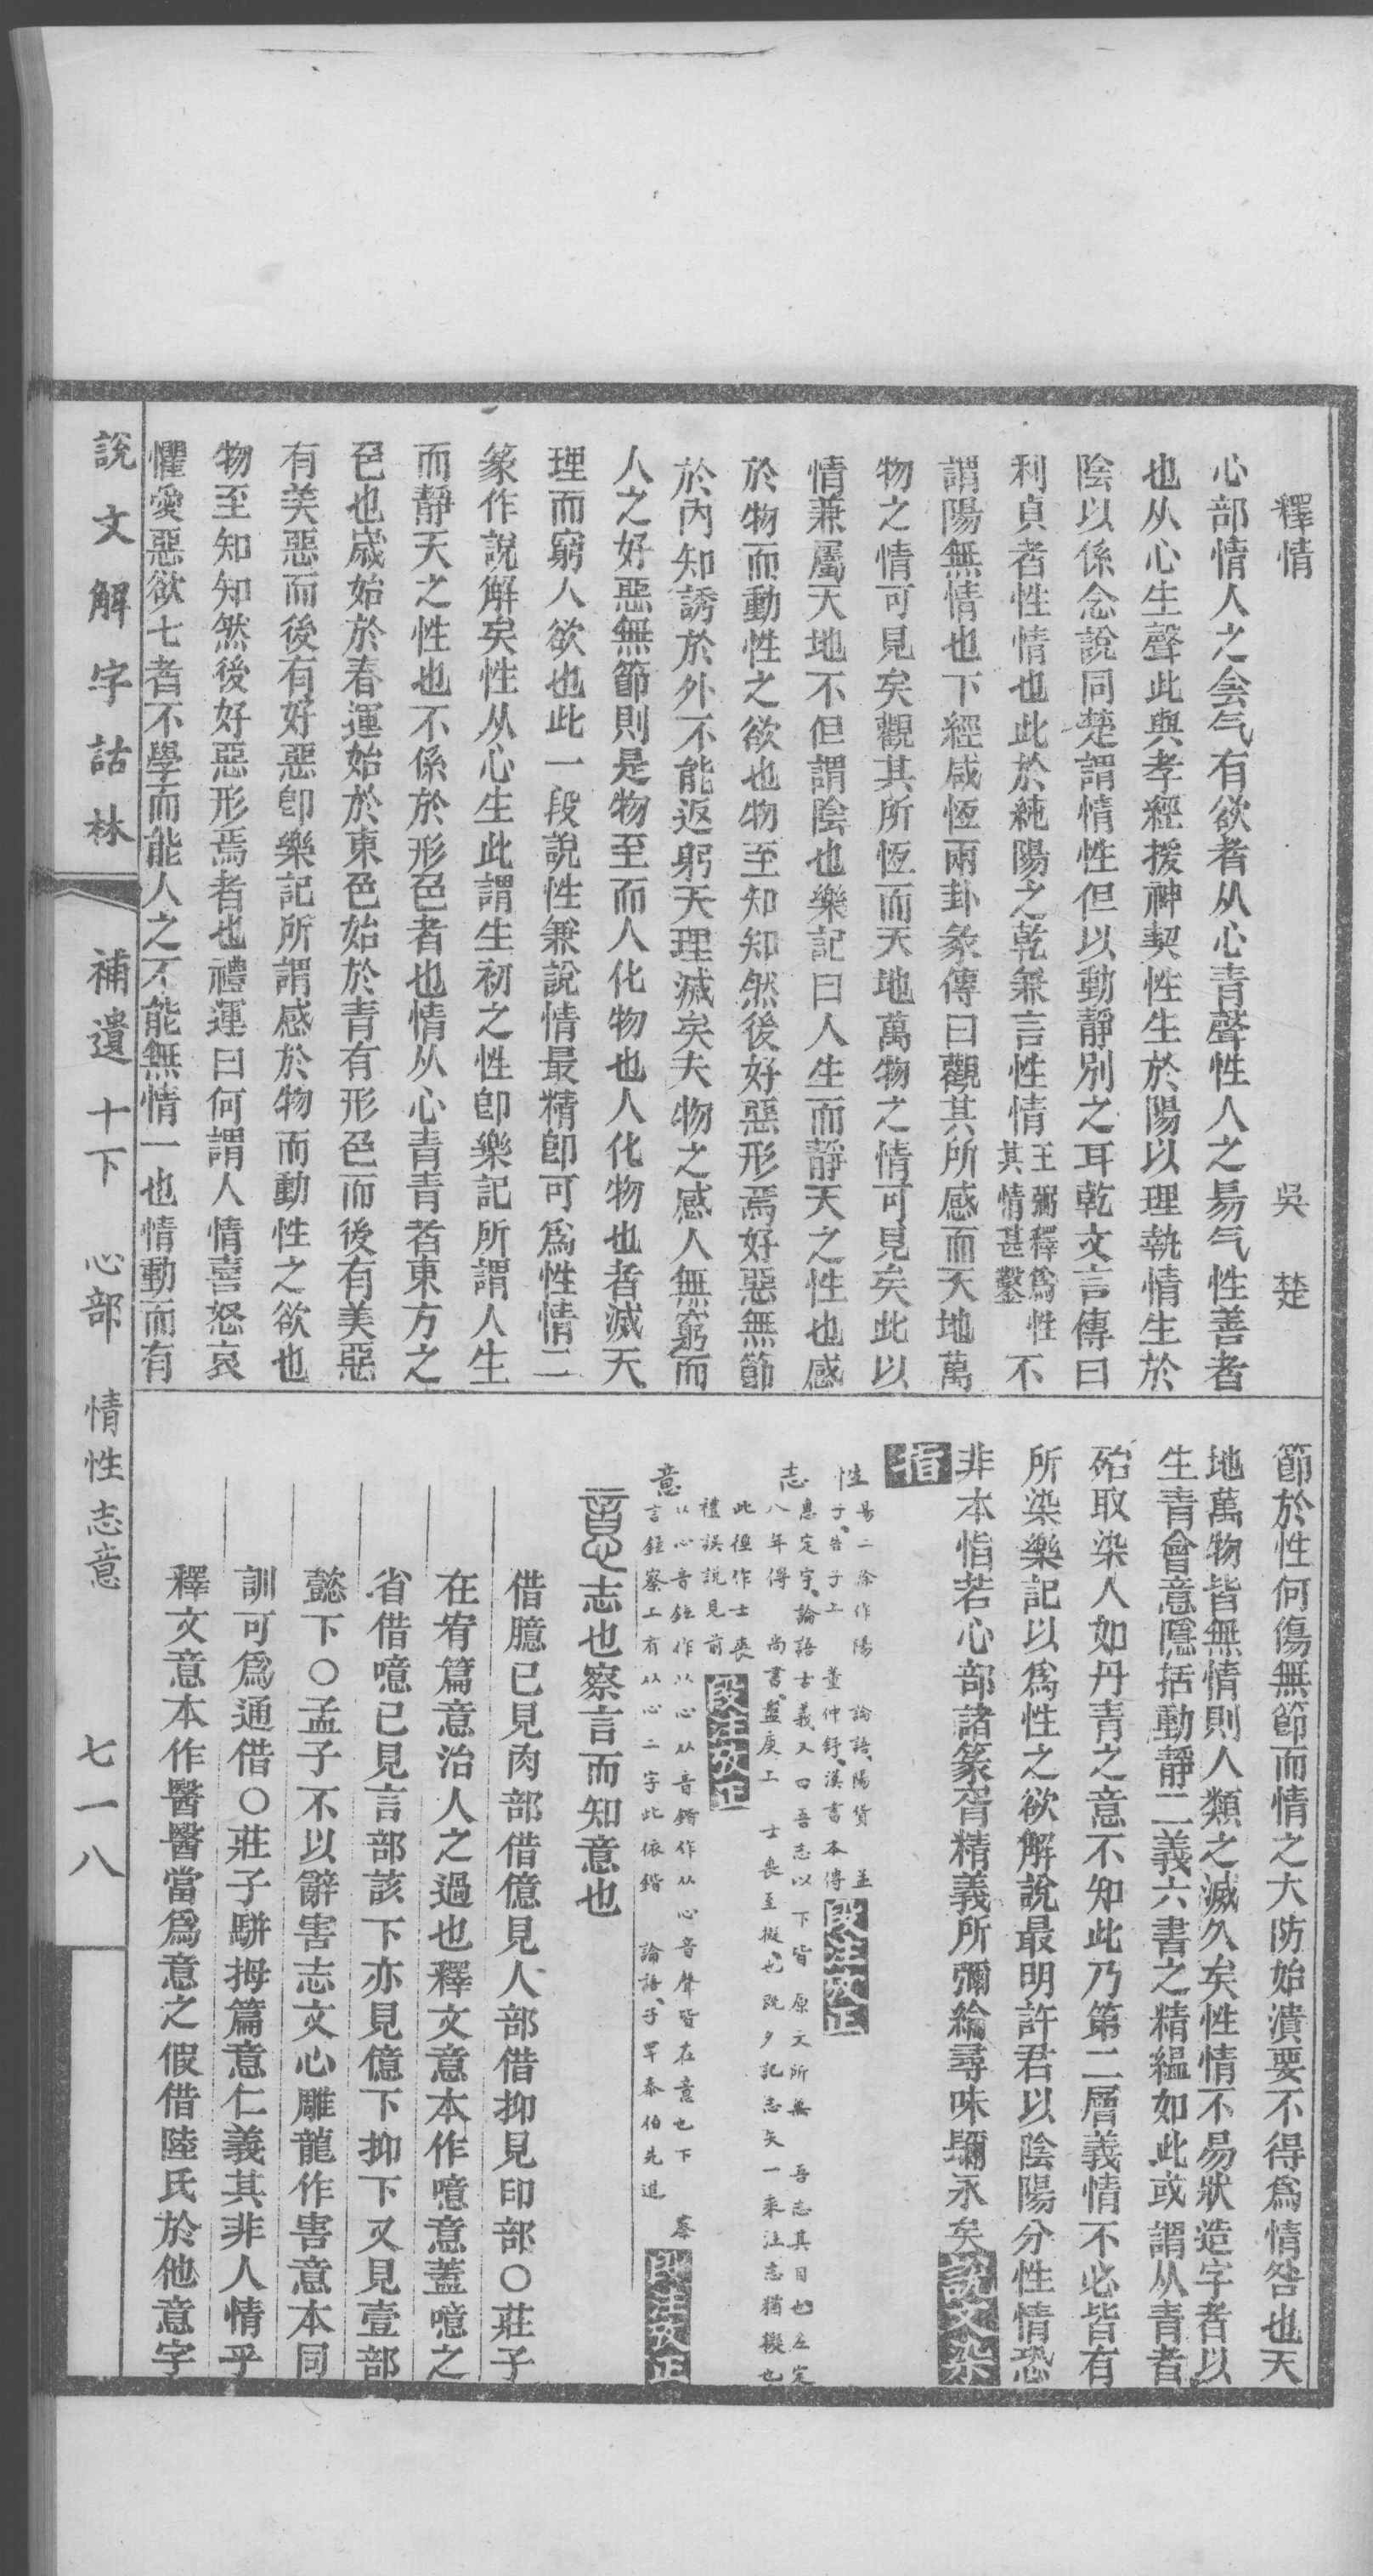 釋情　吳楚
心部情人之侌气有欲者从心青聲性人之昜气性善者
也从心生聲此與孝經援神契性生於陽以理執情生於
陰以係念說同楚謂情性但以動靜別之耳乾文言傳曰
利貞者性情也此於純陽之乾兼言性情王弼釋爲性其情甚鑿不
謂陽無情也下經咸恆兩卦彖傳曰觀其所感而天地萬
物之情可見矣觀其所恆而天地萬物之情可見矣此以
情兼屬天地不但謂陰也樂記曰人生而靜天之性也感
於物而動性之欲也物至知知然後好惡形焉好惡無節
於內知誘於外不能返躬天理滅矣夫物之感人無窮而
人之好惡無節則是物至而人化物也人化物也者滅天
理而窮人欲也此一段說性兼說情最精卽可爲性情二
篆作說解矣性从心生此謂生初之性卽樂記所謂人生
而靜天之性也不係於形色者也情从心青青者東方之
色也歲始於春運始於東色始於青有形色而後有美惡
有美惡而後有好惡卽樂記所謂感於物而動性之欲也
物至知知然後好惡形焉者也禮運曰何謂人情喜怒哀
懼愛惡欲七者不學而能人之不能無情一也情動而有
節於性何傷無節而情之大防始潰要不得爲情咎也天
地萬物皆無情則人類之滅久矣性情不易狀造字者以
生青會意隱括動靜二義六書之精縕如此或謂从青者
殆取染人如丹青之意不知此乃第二層義情不必皆有
所染樂記以爲性之欲解說最明許君以陰陽分性情恐
非本恉若心部諸篆胥精義所彌綸尋味嘂永矣說文染
指
性易二徐作陽　論語、陽貨　並
子、告子上　董仲舒、漢書本傳段注攷正
志惠定宇、論語古義又曰吾志以下皆　原文所無　吾志其目也左定
八年傳　尚書、盤庚上　士喪至擬也旣夕記志矢一乘注志猶擬也
此徑作士喪
禮誤說見前段注攷正
意以心音鉉作以心从音鍇作从心音聲皆在意也下　蔡
言鉉察上有从心二字此依鍇　論語、子罕泰伯先進段注攷正
意志也察言而知意也
借臆已見肉部借億見人部借抑見印部○莊子
在宥篇意治人之過也釋文意本作噫意蓋噫之
省借噫已見言部該下亦見億下抑下又見壹部
懿下○孟子不以辭害志文心雕龍作害意本同
訓可爲通借○莊子駢拇篇意仁義其非人情乎
釋文意本作醫醫當爲意之假借陸氏於他意字
說文解字詁林　補遺　十下　心部　情性志意　七一八